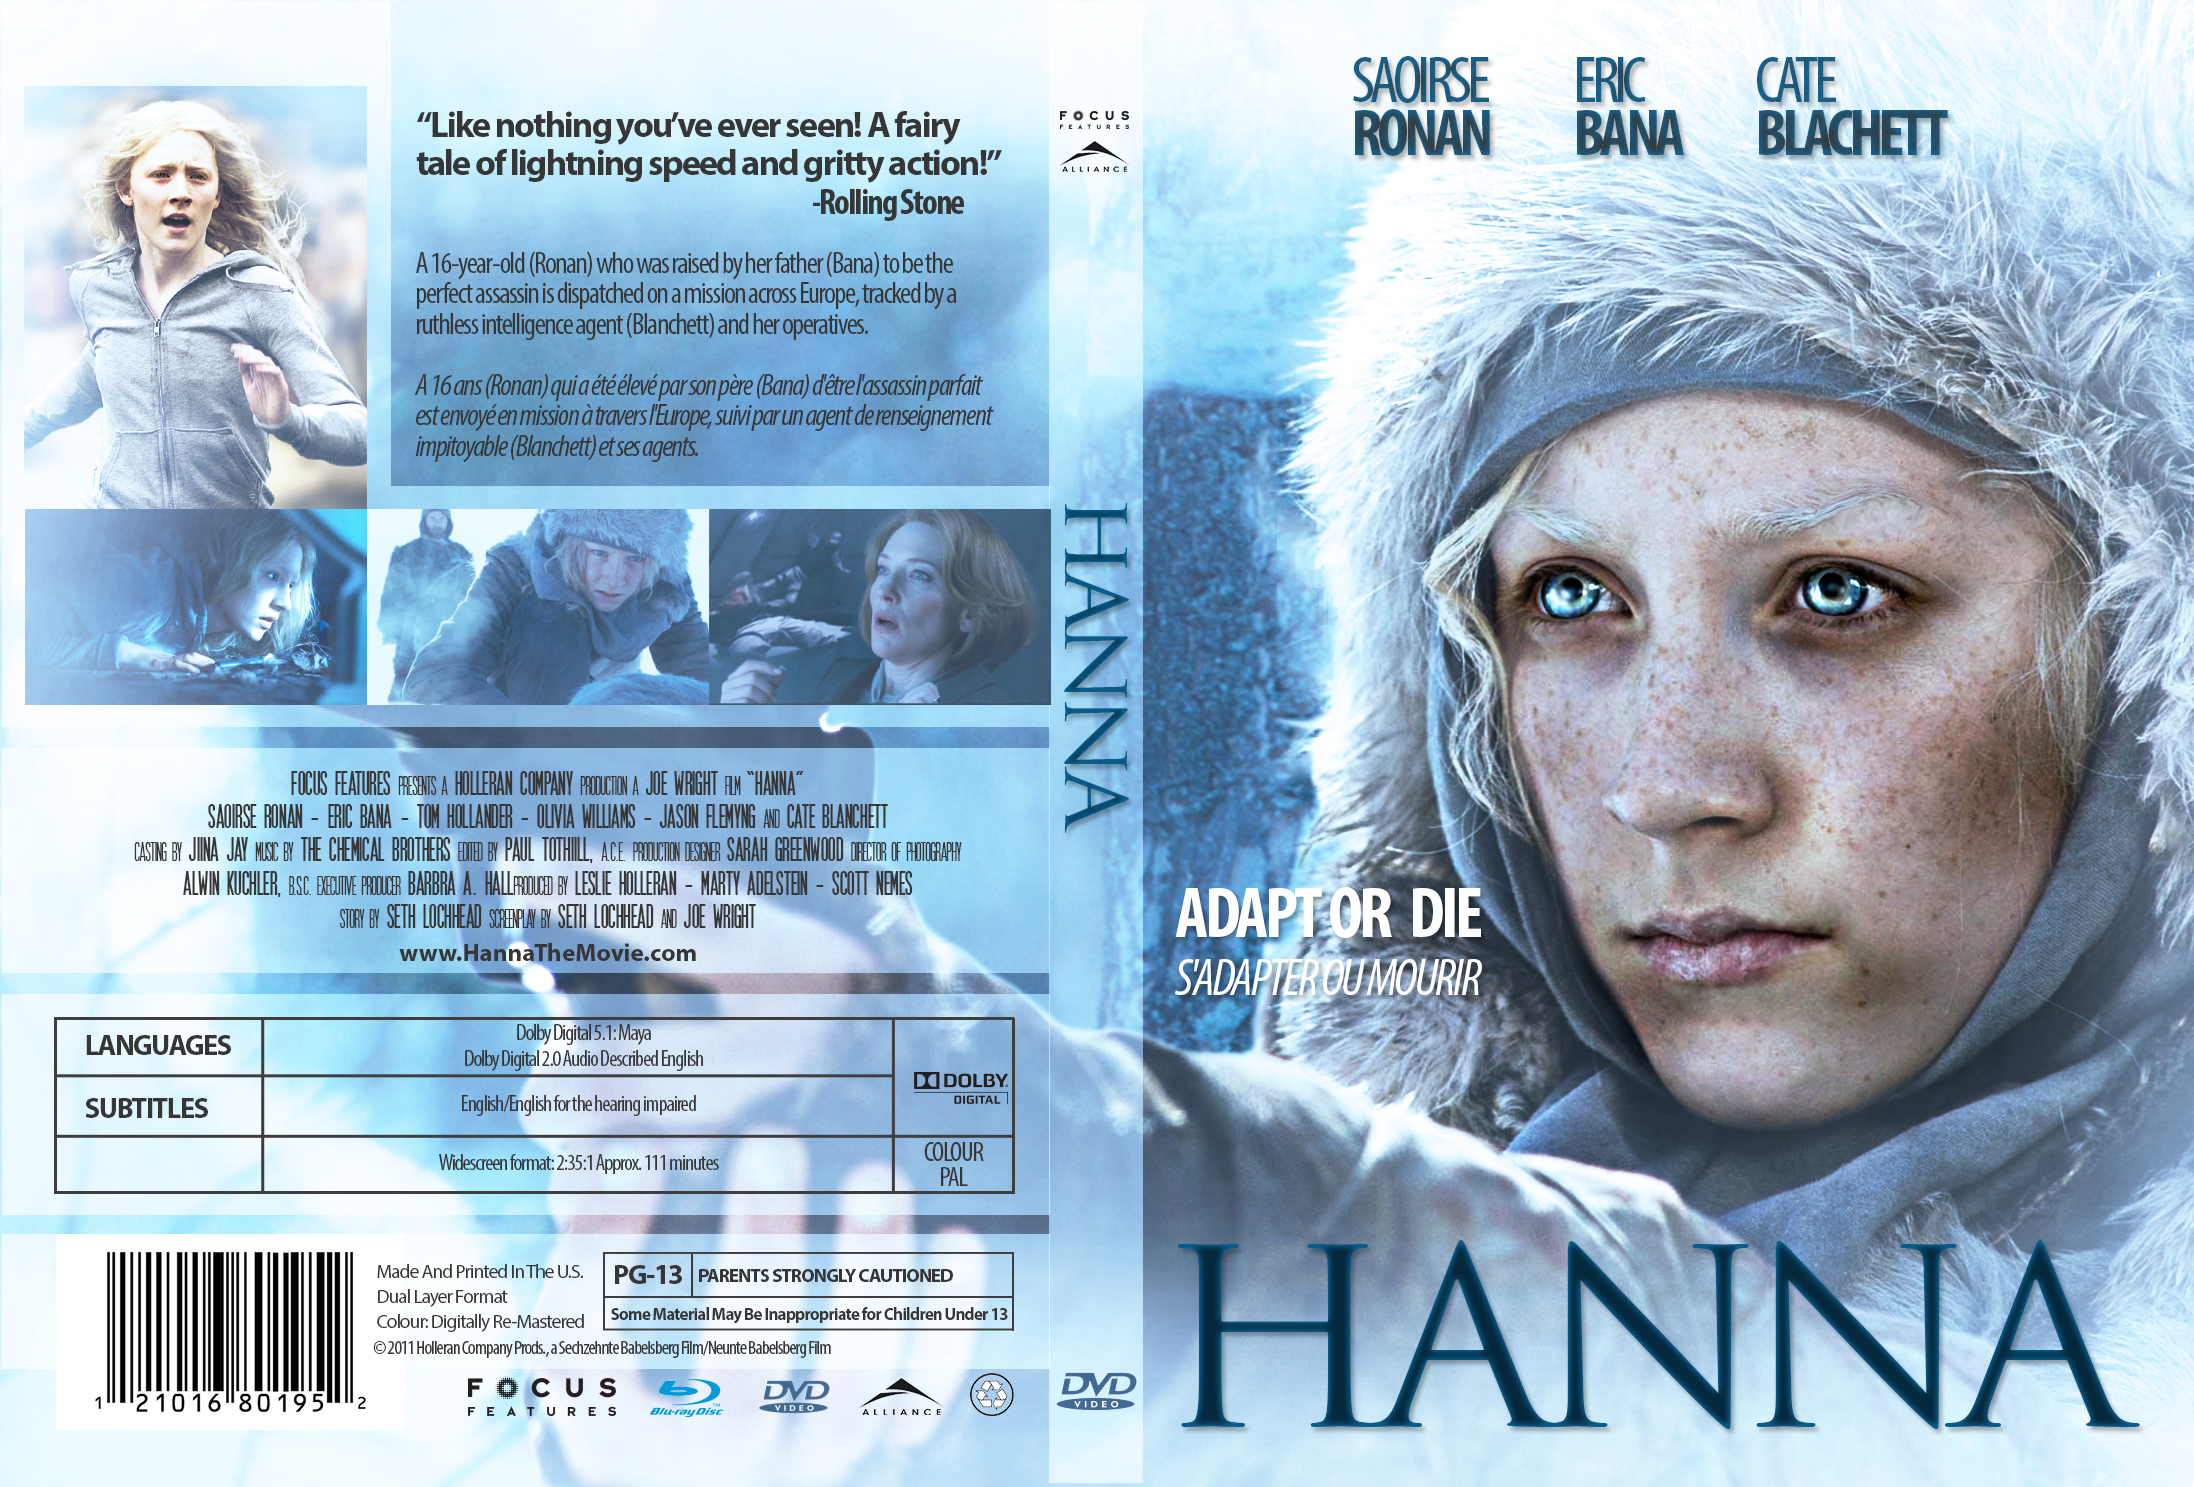 “Like nothing you’ve ever seen! A fairy
tale of lightning speed and gritty action!”
-Rolling Stone
A 16-year-old (Ronan) who was raised by her father (Bana) to be the
perfect assassin is dispatched on a mission across Europe, tracked by a
ruthless intelligence agent (Blanchett) and her operatives.
A 16 ans (Ronan) qui a été élevé par son père (Bana) d'être l'assassin parfait
est envoyé en mission à travers l'Europe, suivi par un agent de renseignement
impitoyable (Blanchett) et ses agents.
FOCUS FEATURES PRESENTS A HOLLERAN COMPANY PRODUCTION A JOE WRIGHT FILM “HANNA”
SAOIRSE RONAN - ERIC BANA - TOM HOLLANDER - OLIVIA WILLIAMS - JASON FLEMYNG AND CATE BLANCHETT
CASTING BY JIINA JAY MUSIC BY THE CHEMICAL BROTHERS EDITED BY PAUL TOTHIILL, A.C.E. PRODUCTION DESIGNER SARAH GREENWOOD DIRECTOR OF PHOTOGRAPHY
ALWIN KUCHLER, B.S.C. EXECUTIVE PRODUCER BARBRA A. HALLPRODUCED BY LESLIE HOLLERAN - MARTY ADELSTEIN - SCOTT NEMES
STORY BY SETH LOCHHEAD SCREENPLAY BY SETH LOCHHEAD AND JOE WRIGHT
www.HannaTheMovie.com
LANGUAGES
Dolby Digital 5.1: Maya
Dolby Digital 2.0 Audio Described English
SUBTITLES
English/English for the hearing impaired
Widescreen format: 2:35:1 Approx. 111 minutes
DOLBY
DIGITAL
COLOUR
PAL
1 21016 80195 2
Made And Printed In The U.S.
Dual Layer Format
Colour: Digitally Re-Mastered
PG-13 PARENTS STRONGLY CAUTIONED
Some Material May Be Inappropriate for Children Under 13
© 2011 Holleran Company Prods. , a Sechzehnte Babelsberg Film/Neunte Babelsberg Film
FOCUS
FEATURES
Blu-ray Disc
TM
DVD
VIDEO
ALLIANCE
FOCUS
FEATURES
ALLIANCE
HANNA
DVD
VIDEO
SAOIRSE
RONAN
ERIC
BANA
CATE
BLACHETT
ADAPT OR DIE
S'ADAPTER OU MOURIR
HANNA